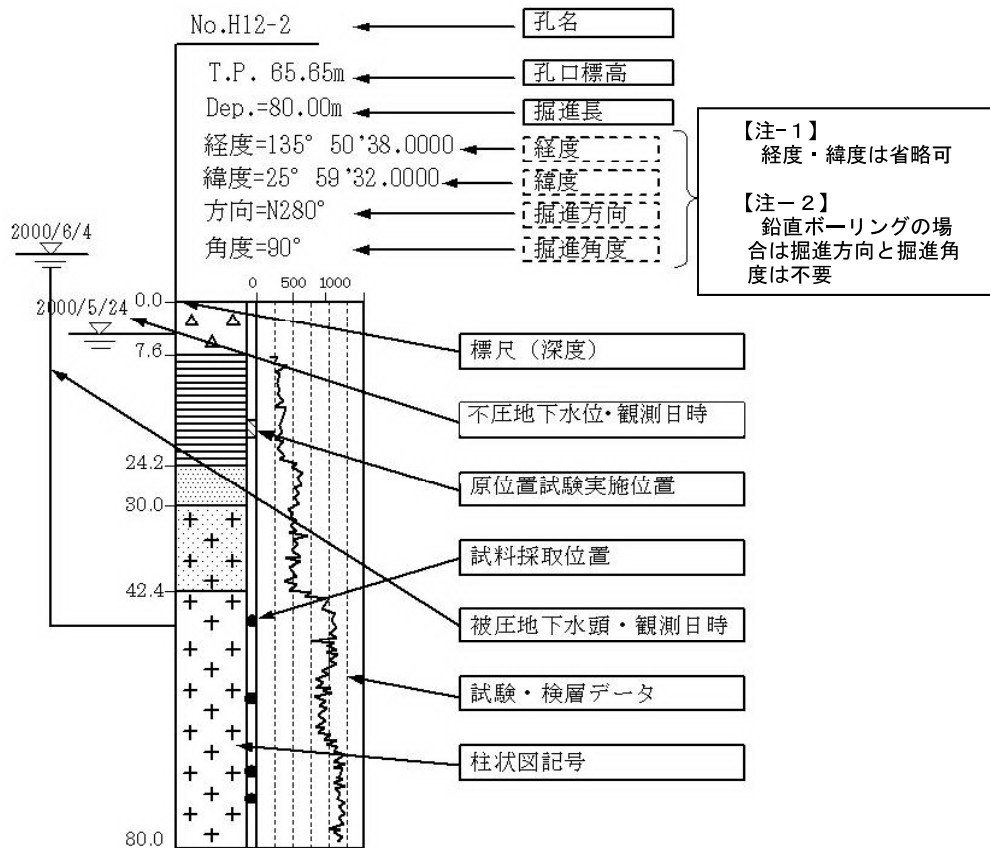 No.H12-2
孔名
T.P. 65.65m
孔口標高
Dep.=80.00m
掘進長
経度=135° 50'38.0000
経度
緯度=25° 59'32.0000
緯度
方向=N280°
掘進方向
角度=90°
掘進角度
【注-1】
経度・緯度は省略可
【注－2】
鉛直ボーリングの場
合は掘進方向と掘進角
度は不要
2000/6/4
0 500 1000
2000/5/24
0.0
7.6
24.2
30.0
42.4
80.0
標尺（深度）
不圧地下水位・観測日時
原位置試験実施位置
試料採取位置
被圧地下水頭・観測日時
試験・検層データ
柱状図記号